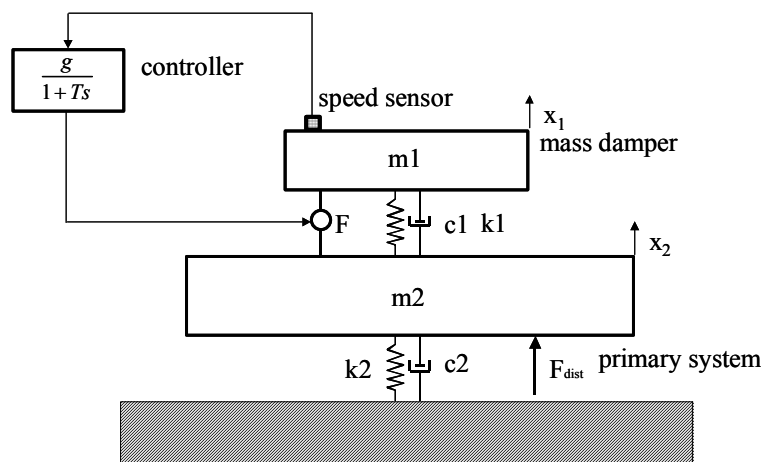 g
1+Ts
controller
speed sensor
x1
mass damper
m1
F
c1 k1
x2
m2
k2
c2
Fdist
primary system